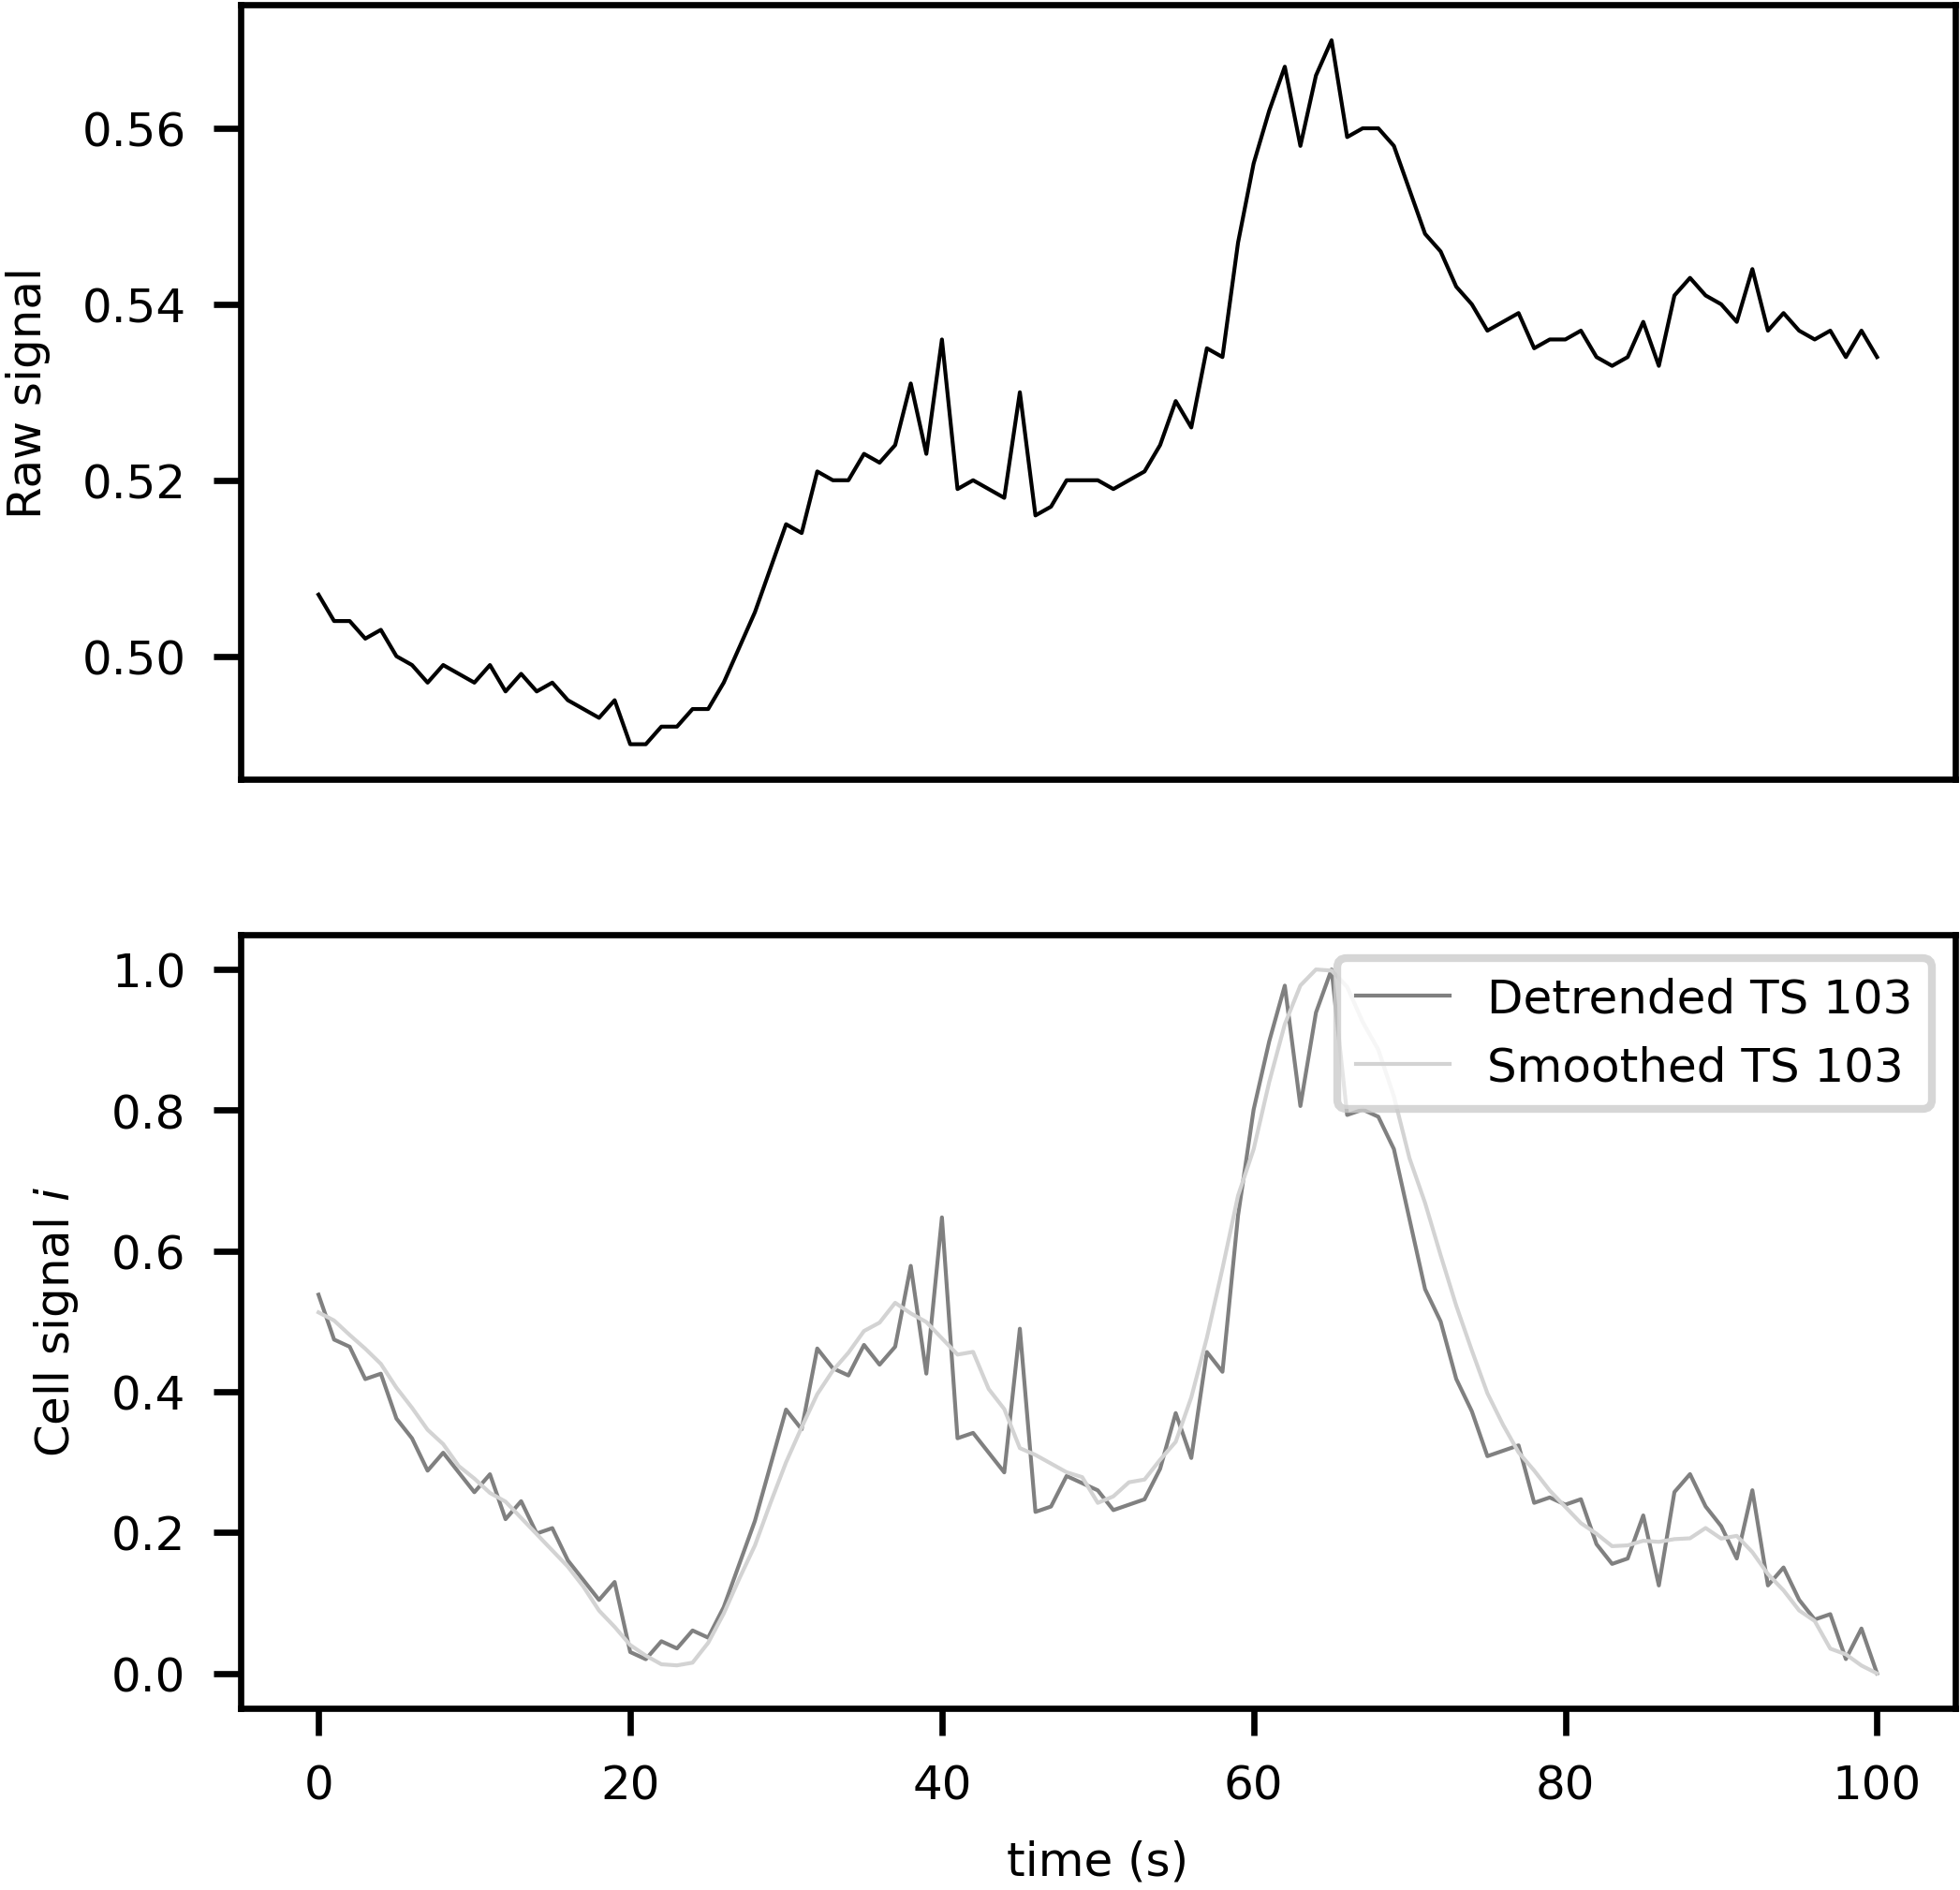 Raw signal
0.56
0.54
0.52
0.50
Cell signal i
1.0
0.8
0.6
0.4
0.2
0.0
Detrended TS 103
Smoothed TS 103
0 20 40 60 80 100
time (s)